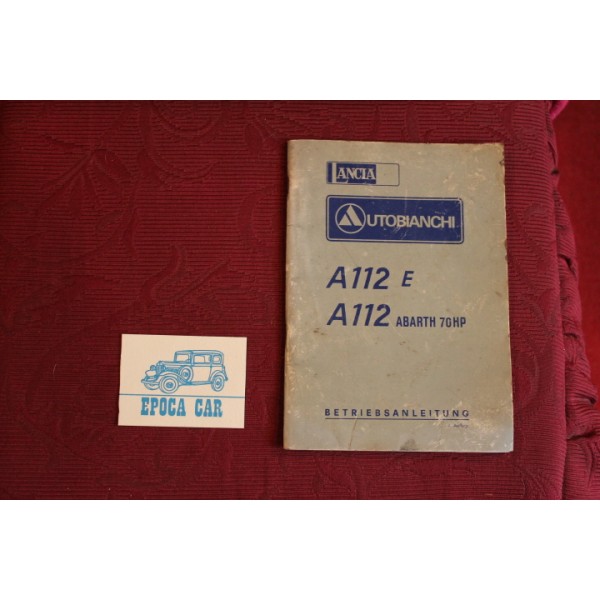 LANCIA
AUTOBIANCHI
A112 E
A112 ABARTH 70HP
BETRIEBSANLEITUNG
EPOCA CAR